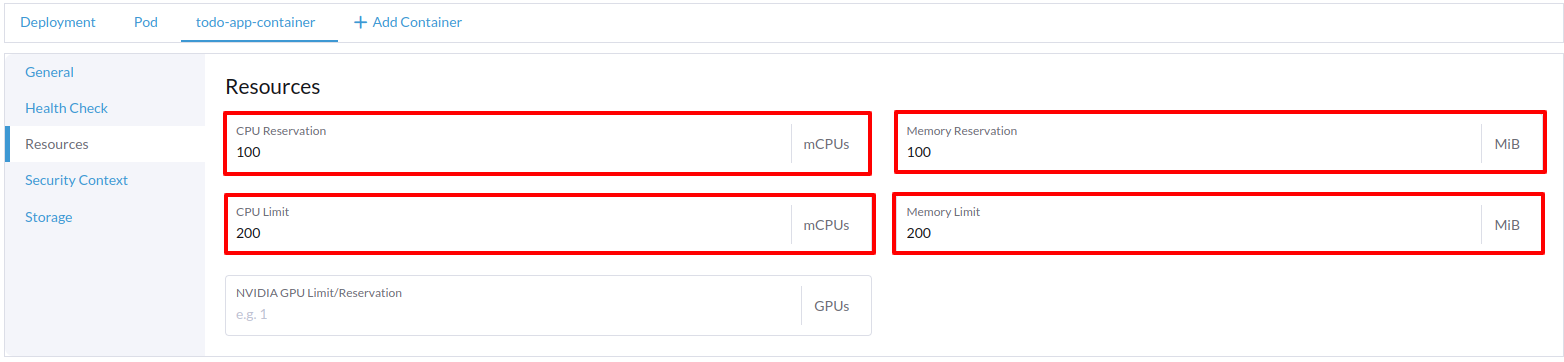 Deployment Pod todo-app-container + Add Container
General
Health Check
Resources
Security Context
Storage
Resources
CPU Reservation
100
mCPUs
Memory Reservation
100
MiB
CPU Limit
200
mCPUs
Memory Limit
200
MiB
NVIDIA GPU Limit/Reservation
e.g. 1
GPUs